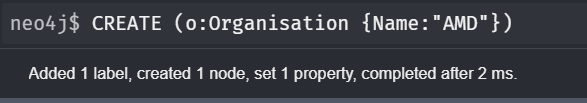 neo4j$ CREATE (o:Organisation {Name:"AMD"})
Added 1 label, created 1 node, set 1 property, completed after 2 ms.